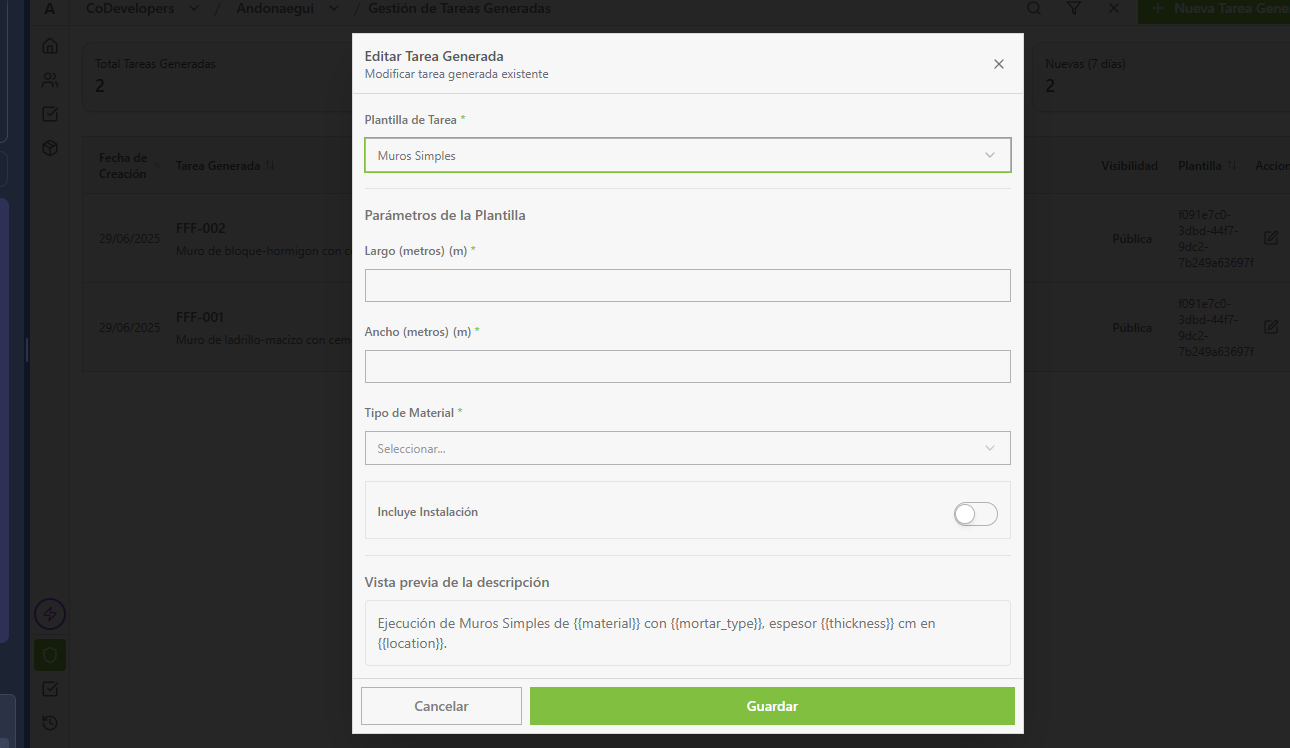 A CoDevelopers / Andonaegui / Gestión de Tareas Generadas
Nueva Tarea Gene
Total Tareas Generadas
2
Nuevas (7 días)
2
Fecha de
Creación
Tarea Generada
Visibilidad
Plantilla
Accion
29/06/2025
FFF-002
Muro de bloque-hormigon con c
Pública
f091e7c0-
3dbd-44f7-
9dc2-
7b249a63697f
29/06/2025
FFF-001
Muro de ladrillo-macizo con cem
Pública
f091e7c0-
3dbd-44f7-
9dc2-
7b249a63697f
Editar Tarea Generada
Modificar tarea generada existente
Plantilla de Tarea *
Muros Simples
Parámetros de la Plantilla
Largo (metros) (m) *
Ancho (metros) (m) *
Tipo de Material *
Seleccionar...
Incluye Instalación
Vista previa de la descripción
Ejecución de Muros Simples de {{material}} con {{mortar_type}}, espesor {{thickness}} cm en
{{location}}.
Cancelar
Guardar